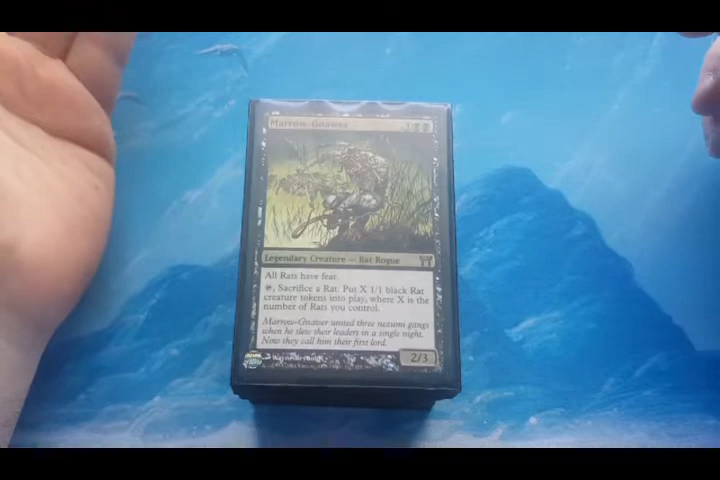 Marrow-Gnawer
Legendary Creature — Rat Rogue
All Rats have fear.
, Sacrifice a Rat: Put X 1/1 black Rat
creature tokens into play, where X is the
number of Rats you control.
Marrow-Gnawer united three nezumi gangs
when he slew their leaders in a single night.
Now they call him their first lord.
2/3